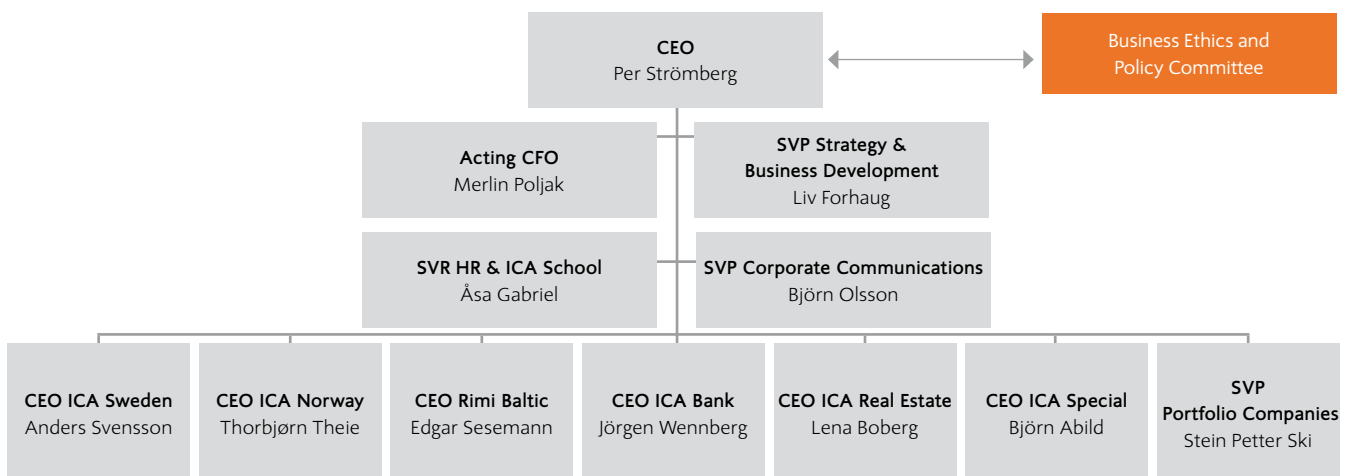 CEO
Per Strömberg
Business Ethics and
Policy Committee
Acting CFO
Merlin Poljak
SVP Strategy &
Business Development
Liv Forhaug
SVR HR & ICA School
Åsa Gabriel
SVP Corporate Communications
Björn Olsson
CEO ICA Sweden
Anders Svensson
CEO ICA Norway
Thorbjørn Theie
CEO Rimi Baltic
Edgar Sesemann
CEO ICA Bank
Jörgen Wennberg
CEO ICA Real Estate
Lena Boberg
CEO ICA Special
Björn Abild
SVP
Portfolio Companies
Stein Petter Ski